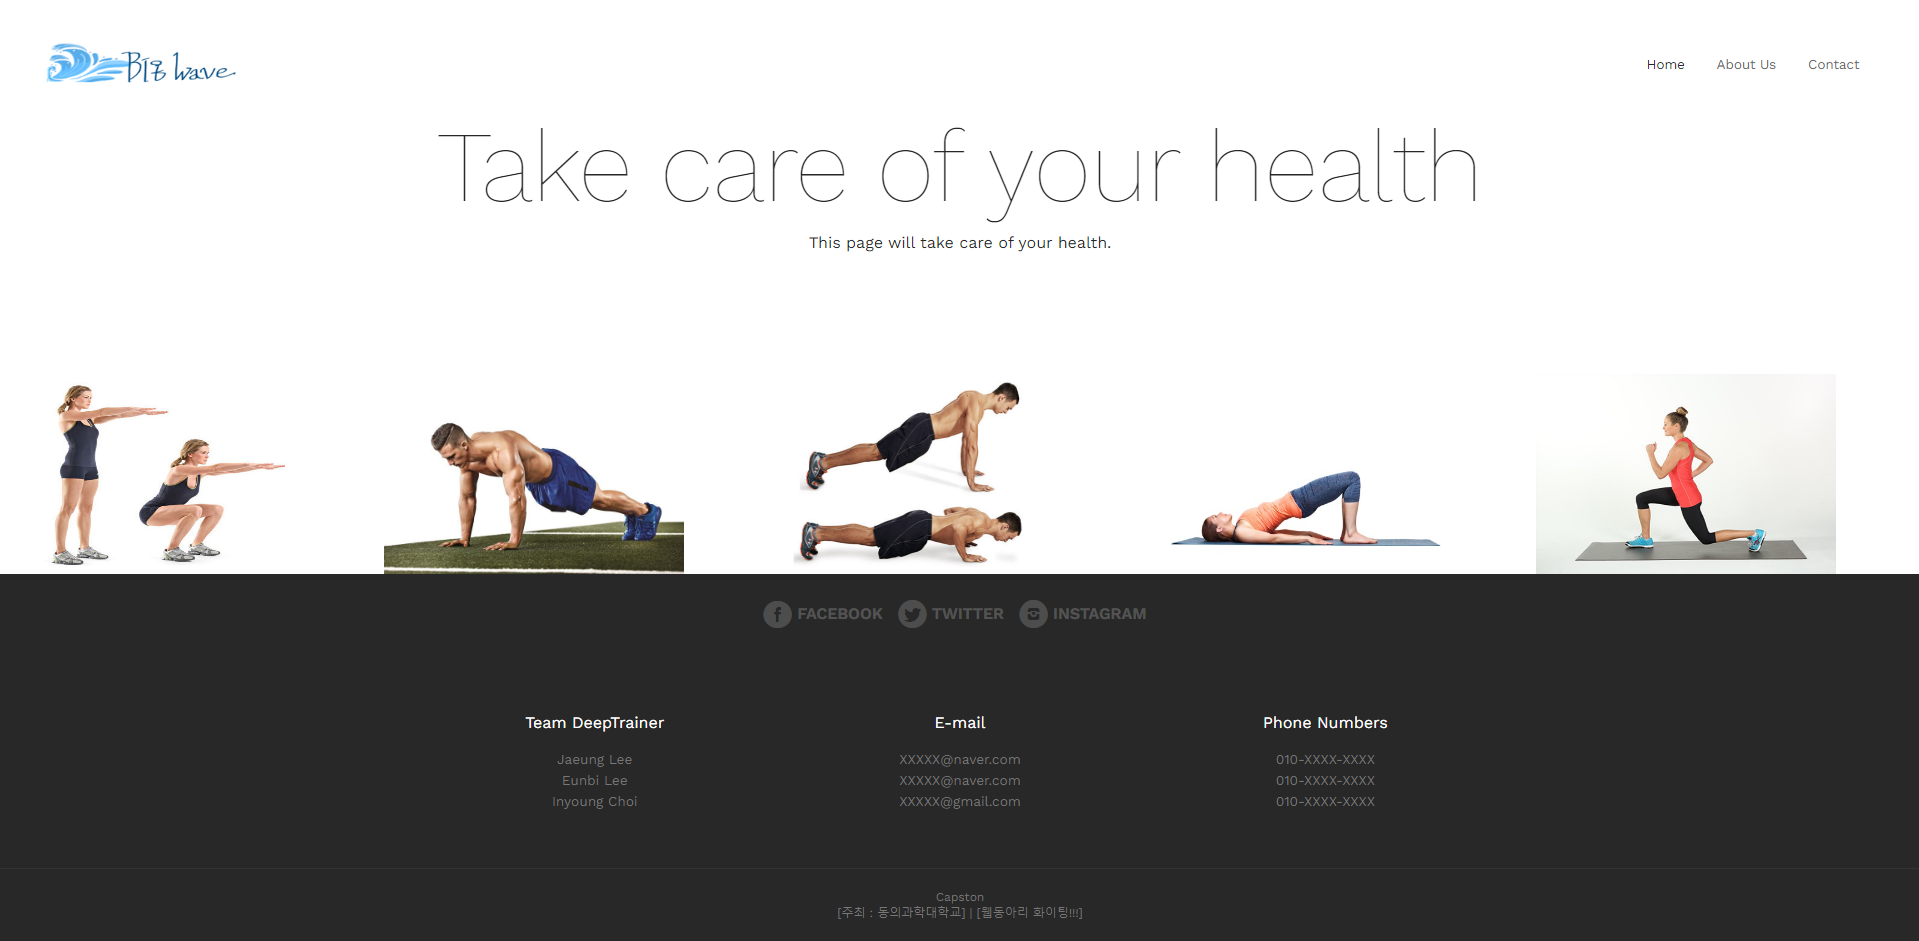 Big Wave
Home About Us Contact
Take care of your health
This page will take care of your health.
FACEBOOK TWITTER INSTAGRAM
Team DeepTrainer
Jaeung Lee
Eunbi Lee
Inyoung Choi
E-mail
XXXXX@naver.com
XXXXX@naver.com
XXXXX@gmail.com
Phone Numbers
010-XXXX-XXXX
010-XXXX-XXXX
010-XXXX-XXXX
Capston
[주최 : 동의과학대학교] | [웹동아리 화이팅!!!]